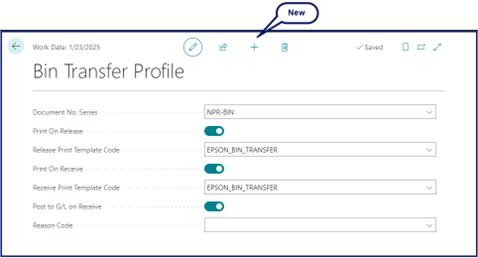 New
Work Date: 1/23/2025
Saved
Bin Transfer Profile
Document No. Series NPR-BIN
Print On Release
Release Print Template Code EPSON_BIN_TRANSFER
Print On Receive
Receive Print Template Code EPSON_BIN_TRANSFER
Post to G/L on Receive
Reason Code